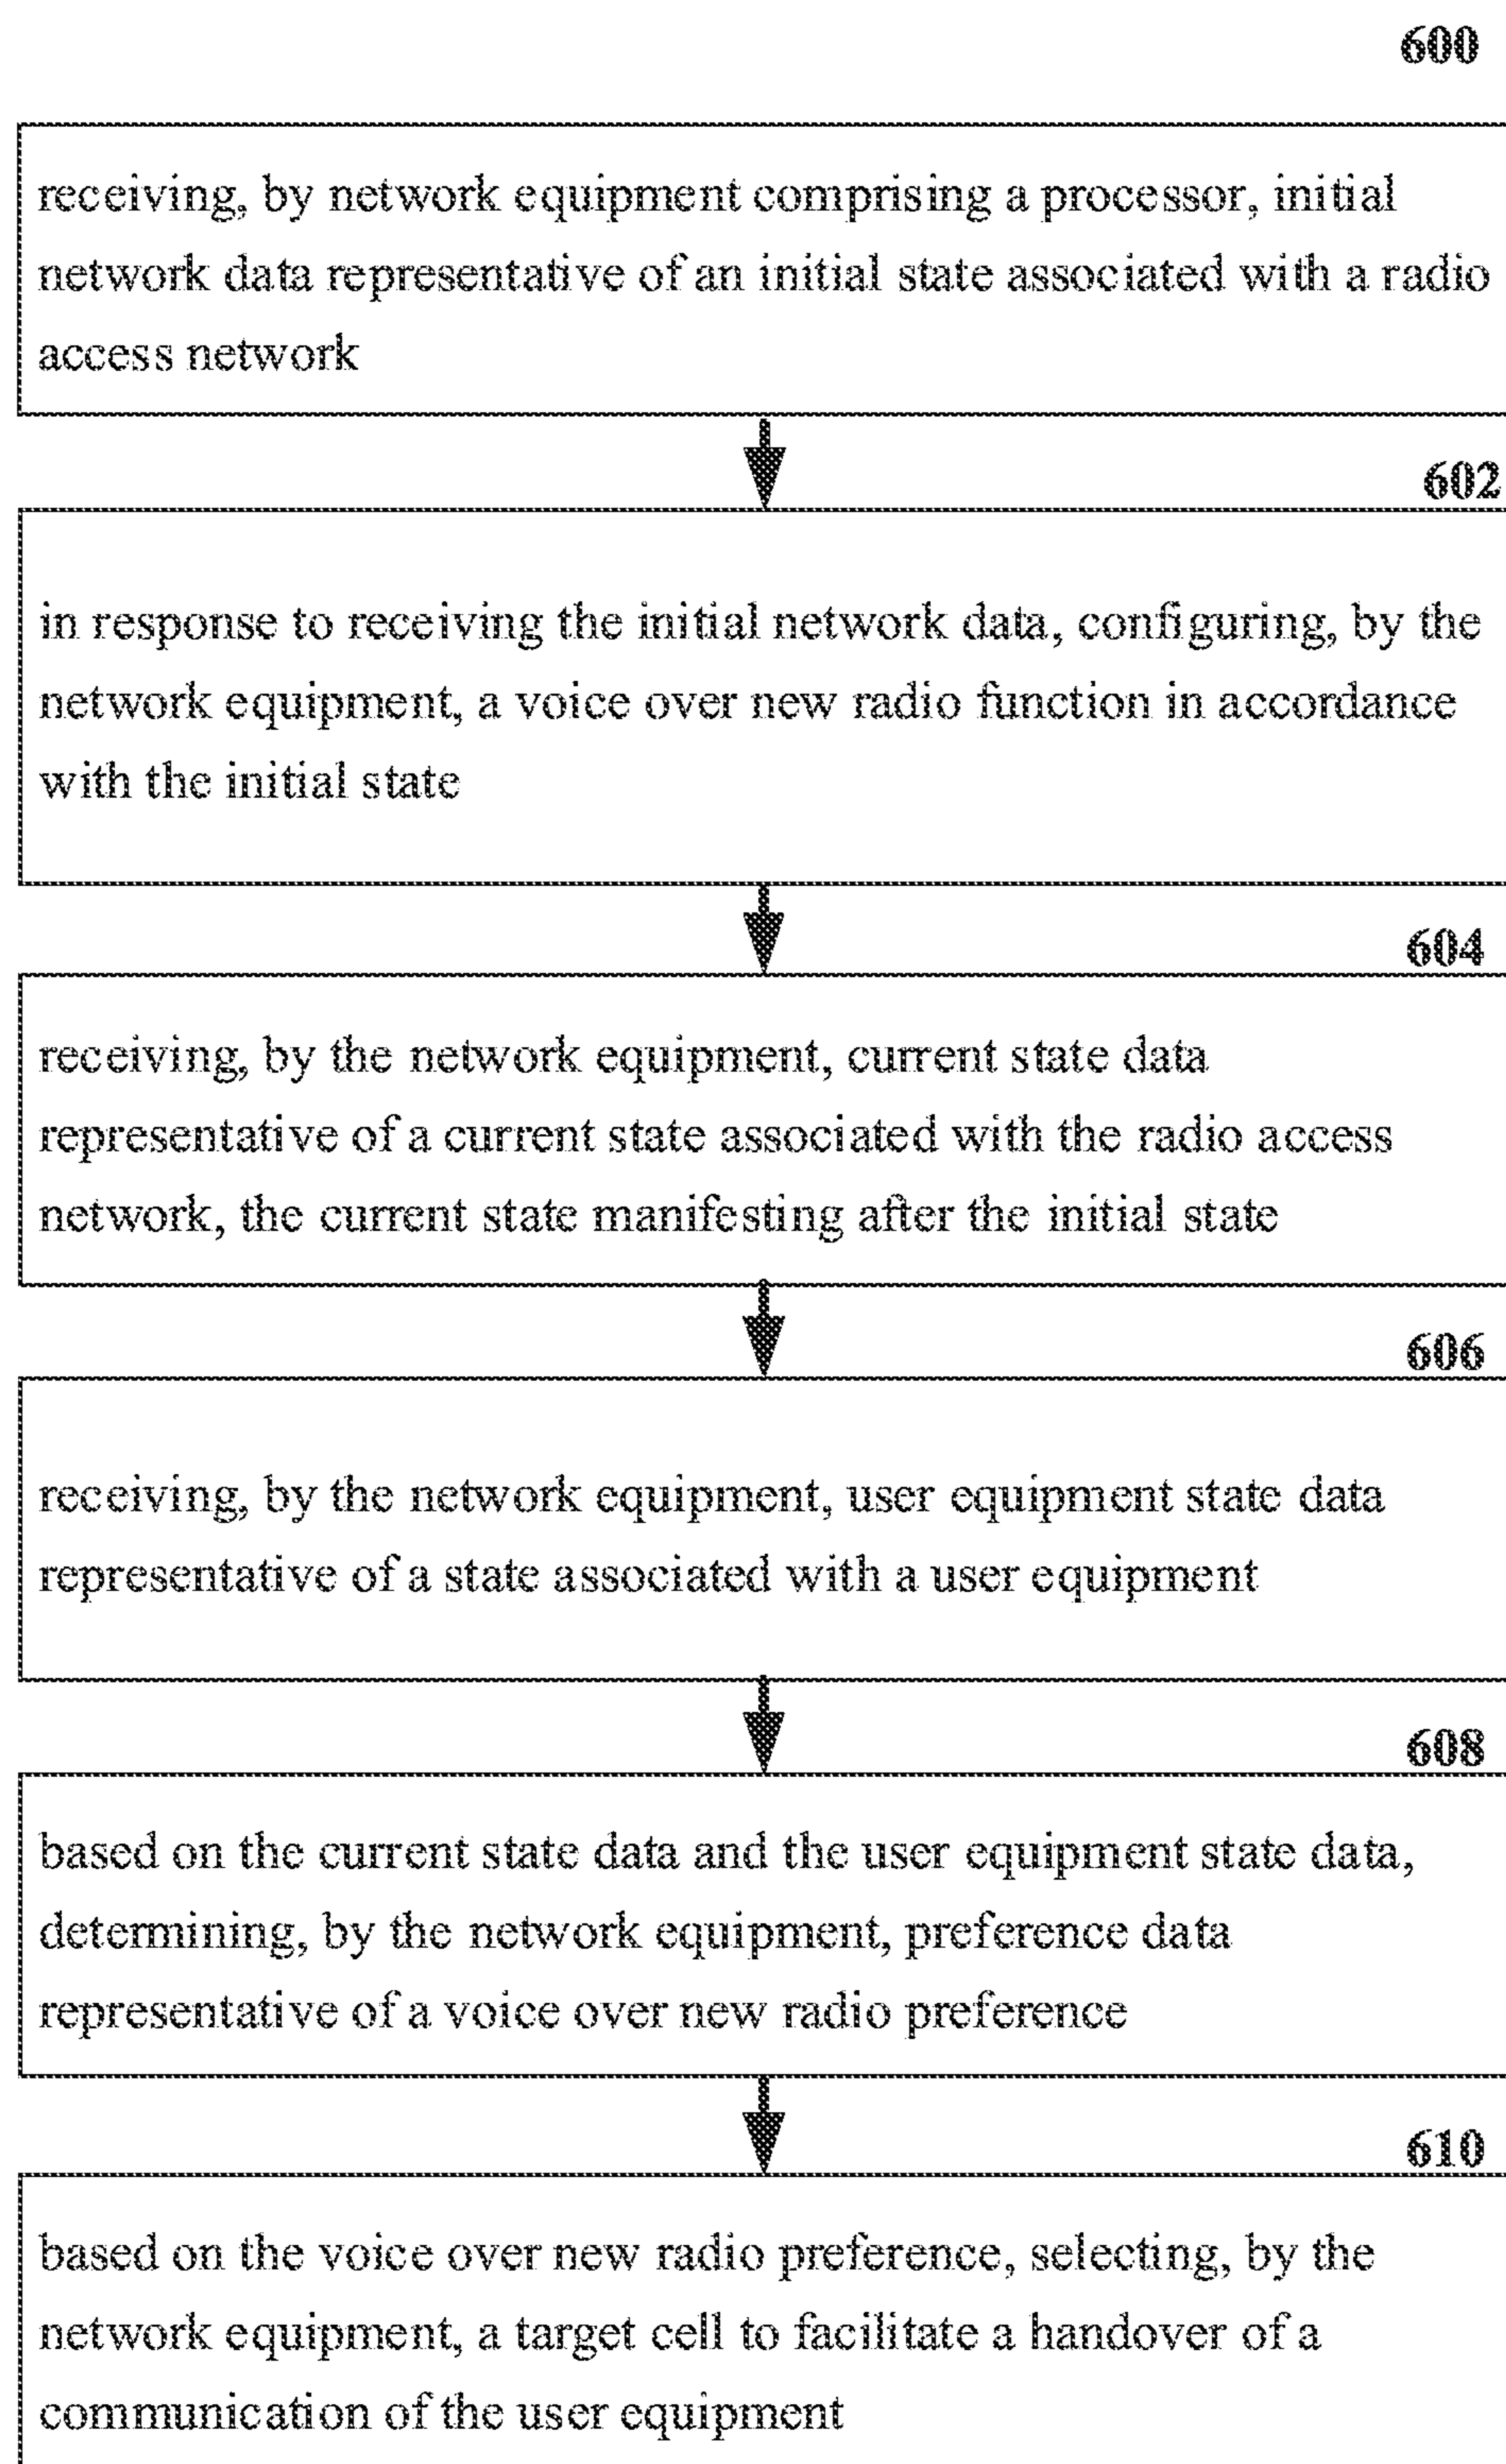 600
receiving, by network equipment comprising a processor, initial
network data representative of an initial state associated with a radio
access network
602
in response to receiving the initial network data, configuring, by the
network equipment, a voice over new radio function in accordance
with the initial state
604
receiving, by the network equipment, current state data
representative of a current state associated with the radio access
network, the current state manifesting after the initial state
606
receiving, by the network equipment, user equipment state data
representative of a state associated with a user equipment
608
based on the current state data and the user equipment state data,
determining, by the network equipment, preference data
representative of a voice over new radio preference
610
based on the voice over new radio preference, selecting, by the
network equipment, a target cell to facilitate a handover of a
communication of the user equipment